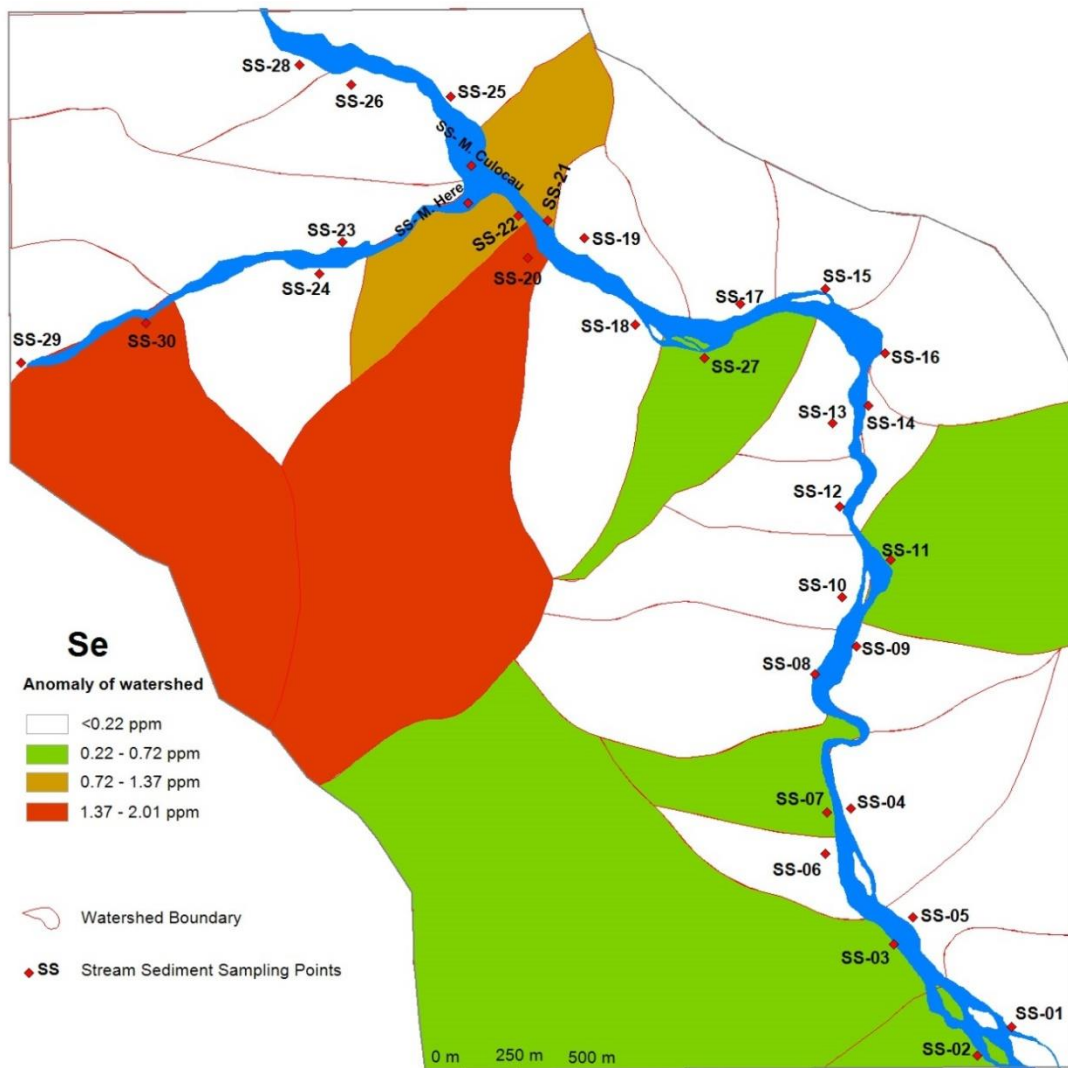 SS-28
SS-26
SS-25
SS- M. Culocau
SS-21
SS- M. Here
SS-22
SS-23
SS-19
SS-24
SS-20
SS-15
SS-17
SS-18
SS-30
SS-29
SS-27
SS-16
SS-13
SS-14
SS-12
SS-11
SS-10
SS-09
SS-08
Se
Anomaly of watershed
<0.22 ppm
0.22 - 0.72 ppm
0.72 - 1.37 ppm
1.37 - 2.01 ppm
SS-07
SS-04
SS-06
Watershed Boundary
SS-05
SS-03
SS Stream Sediment Sampling Points
SS-01
SS-02
0 m 250 m 500 m